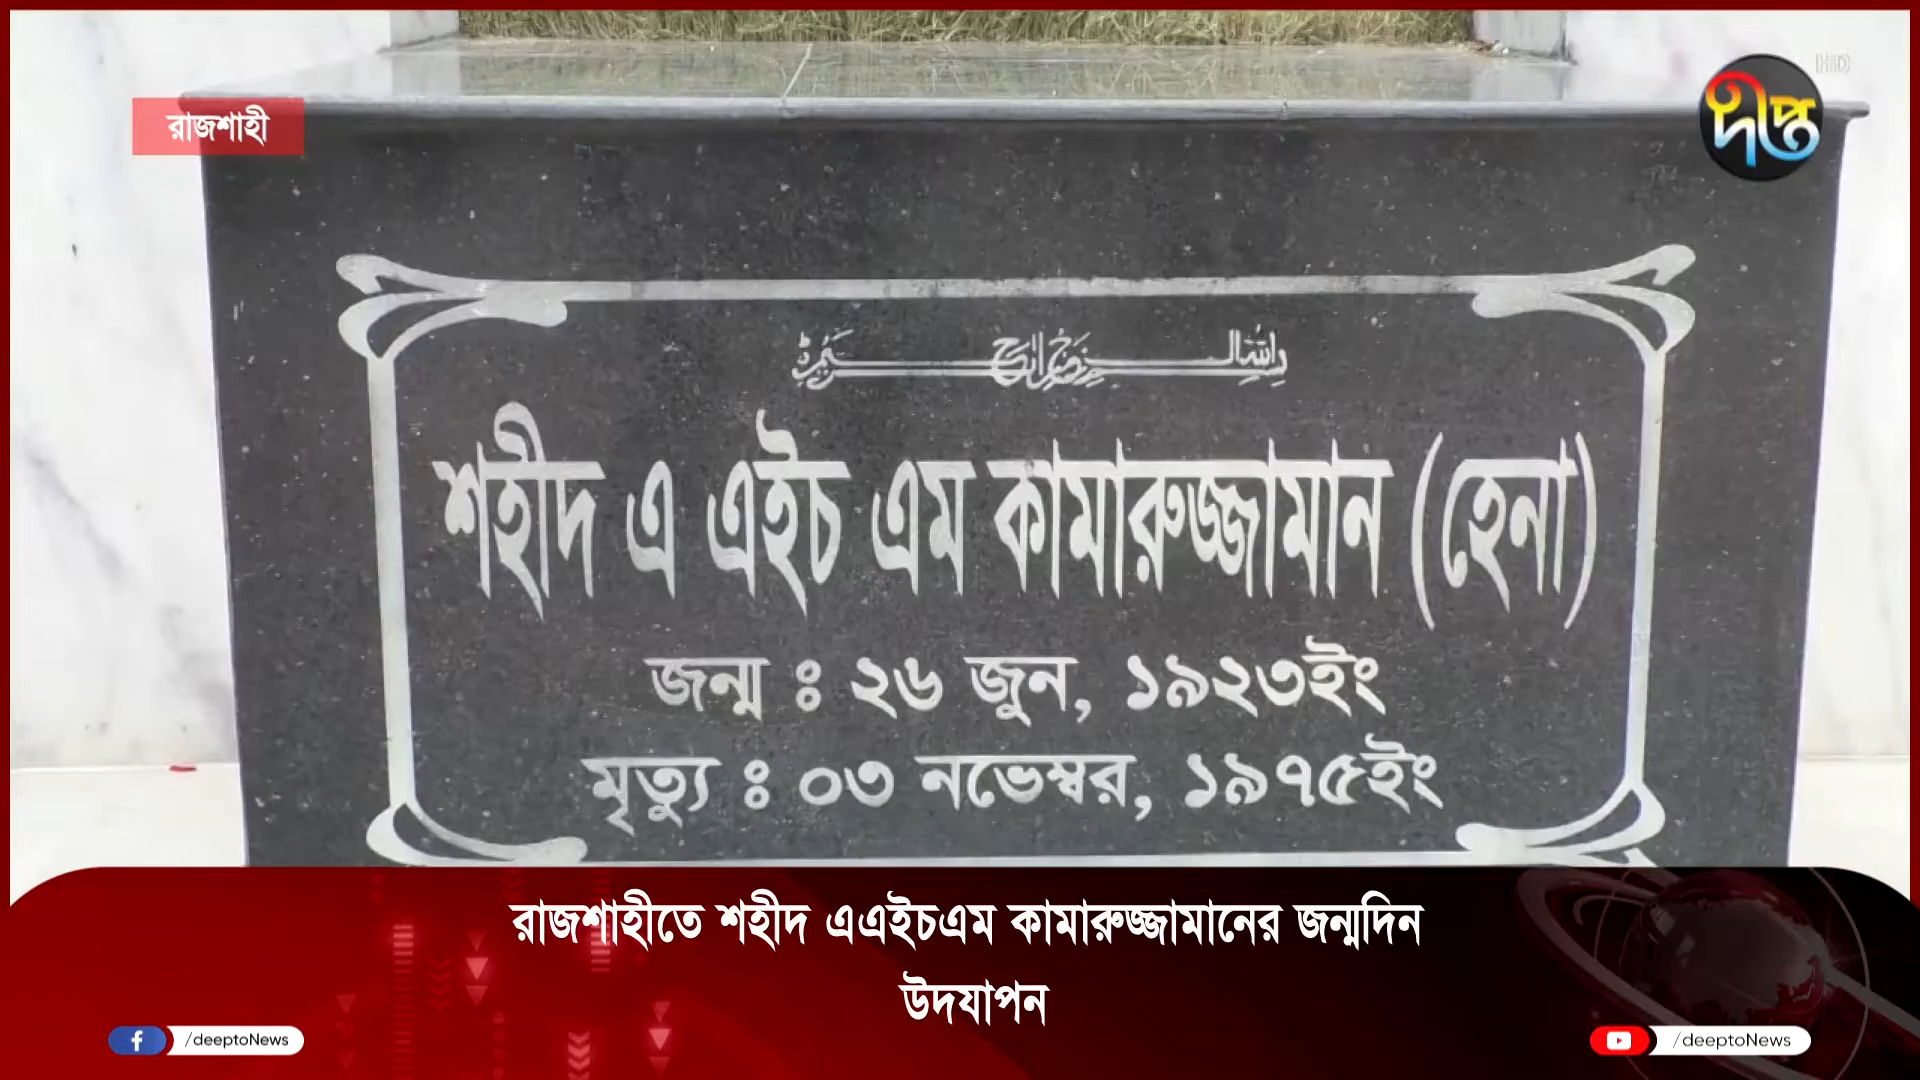 রাজশাহী
দীপ্ত
শহীদ এ এইচ এম কামারুজ্জামান (হেনা)
জন্ম ঃ ২৬ জুন, ১৯২৩ইং
মৃত্যু ঃ ০৩ নভেম্বর, ১৯৭৫ইং
রাজশাহীতে শহীদ এএইচএম কামারুজ্জামানের জন্মদিন
উদযাপন
/deeptoNews
/deeptoNews